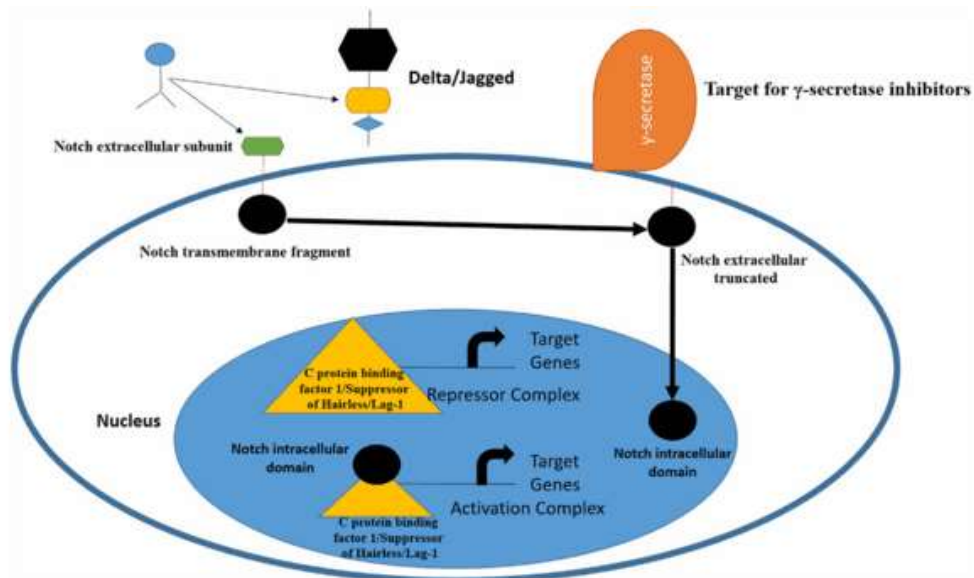 Delta/Jagged
γ-secretase
Target for γ-secretase inhibitors
Notch extracellular subunit
Notch transmembrane fragment
Notch extracellular
truncated
Target
Genes
C protein binding
factor 1/Suppressor
of Hairless/Lag-1
Repressor Complex
Nucleus
Notch intracellular
domain
Target
Genes
Activation Complex
Notch intracellular
domain
C protein binding
factor 1/Suppressor
of Hairless/Lag-1